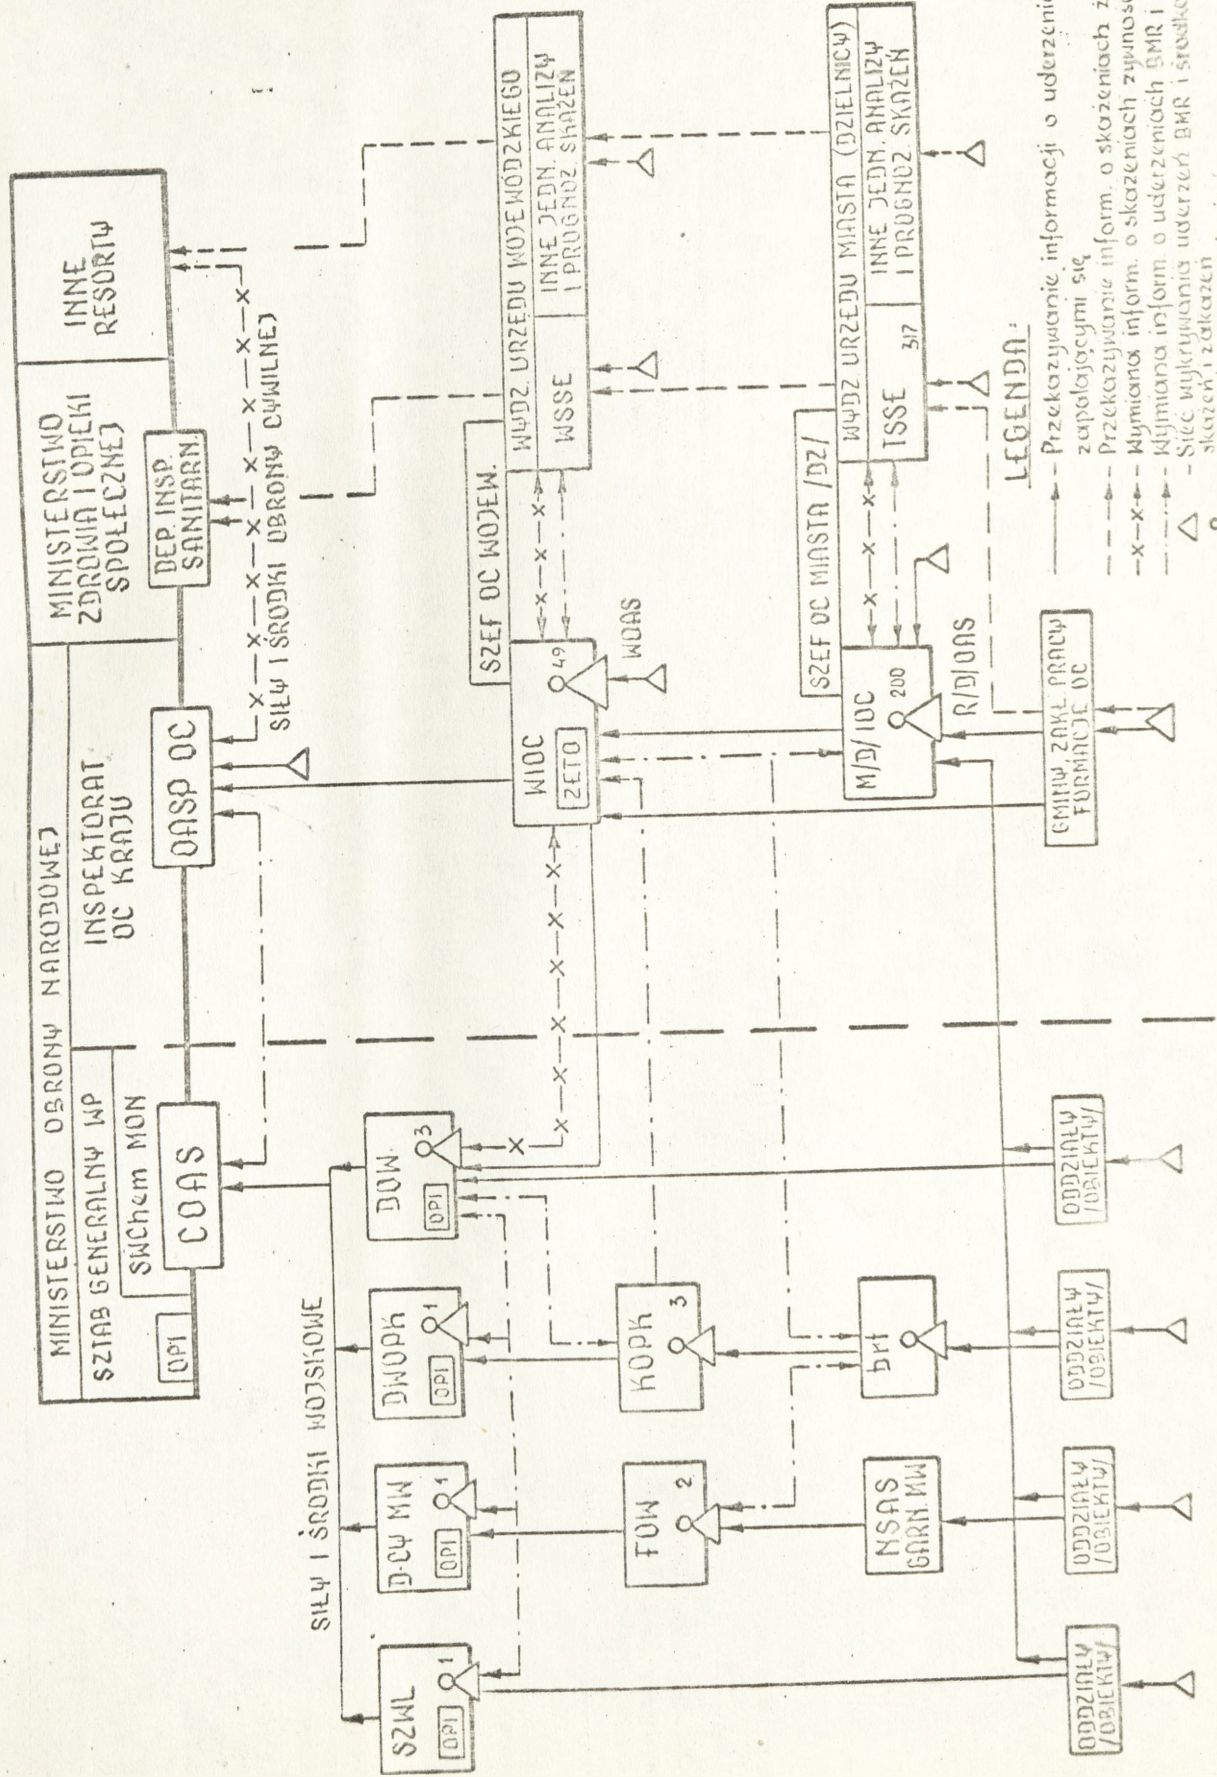 MINISTERSTWO OBRONY NARODOWEJ
SZTAB GENERALNY WP
SWChem MON
OPI
COAS
INSPEKTORAT
OC KRAJU
OASP OC
MINISTERSTWO
ZDROWIA I OPIEKI
SPOŁECZNEJ
DEP. INSP.
SANITARN.
INNE
RESORTY
SIŁY I ŚRODKI WOJSKOWE
SIŁY I ŚRODKI OBRONY CYWILNEJ
SZWL
OPI
1
D-CY MW
OPI
1
DWOPK
OPI
1
DOW.
OPI
3
FOW
2
KOPK
3
NSAS
GARN. MW
brt
WIOC
ZETO
49
WOAS
SZEF OC WOJEW.
WYDZ. URZĘDU WOJEWÓDZKIEGO
WSSE
INNE JEDN. ANALIZY
I PROGNOZ. SKAŻEŃ
M/D/IOC
200
R/D/OAS
SZEF OC MIASTA /DZ/
WYDZ. URZĘDU MIASTA (DZIELNICY)
TSSE
317
INNE JEDN. ANALIZY
I PROGNOZ. SKAŻEŃ
ODDZIAŁY
/OBIEKTY/
ODDZIAŁY
/OBIEKTY/
ODDZIAŁY
/OBIEKTY/
ODDZIAŁY
/OBIEKTY/
GMINY, ZAKŁ. PRACY
FORMACJE OC
LEGENDA:
- Przekazywanie informacji o uderzenia
zapalającymi się
- Przekazywanie inform. o skażeniach
- Wymiana inform. o skażeniach żywnoś
- Wymiana inform. o uderzeniach BMR i
- Sieć wykrywania uderzeń BMR i środkó
skażeń i zakażeń